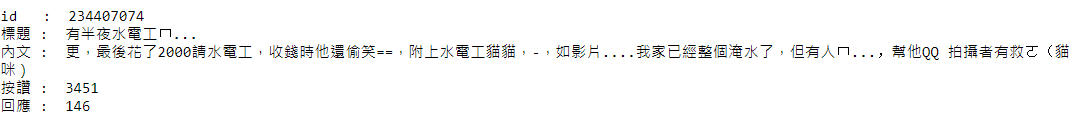 id   :  234407074
標題 :  有半夜水電工ㄇ...
內文 :  更，最後花了2000請水電工，收錢時他還偷笑==，附上水電工貓貓，-，如影片....我家已經整個淹水了，但有人ㄇ...，幫他QQ 拍攝者有救ㄛ（貓
咪）
按讚 :  3451
回應 :  146